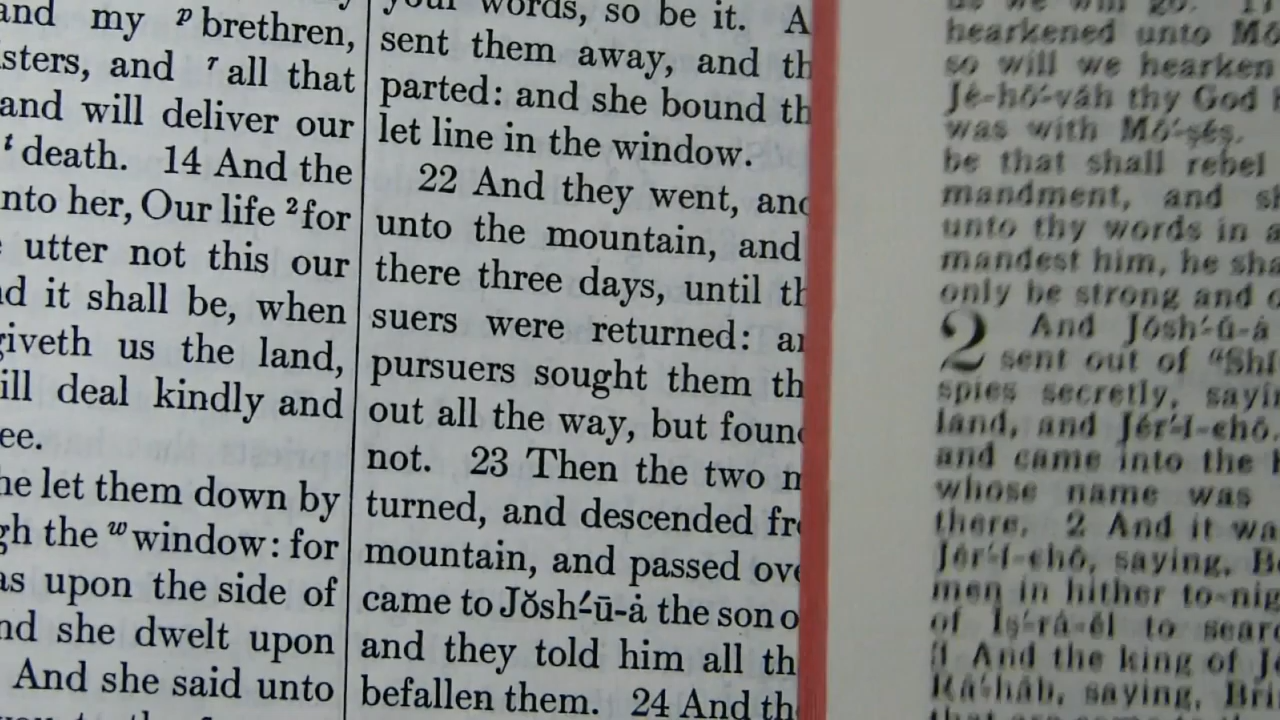 and my p brethren,
sters, and r all that
and will deliver our
t death. 14 And the
nto her, Our life 2 for
utter not this our
d it shall be, when
giveth us the land,
ill deal kindly and
ee.
he let them down by
gh the w window: for
as upon the side of
nd she dwelt upon
And she said unto
your words, so be it. A
sent them away, and th
parted: and she bound th
let line in the window.
22 And they went, and
unto the mountain, and
there three days, until th
suers were returned: an
pursuers sought them th
out all the way, but found
not. 23 Then the two m
turned, and descended fro
mountain, and passed ove
came to Jŏsh´-ū-ȧ the son o
and they told him all th
befallen them. 24 And th
hearkened unto Mō
so will we hearken
Jē-hō´-vȧh thy God
was with Mō´-ṣeṣ.
be that shall rebel
mandment, and sh
unto thy words in a
mandest him, he sha
only be strong and
2 And Jŏsh´-ū-ȧ
sent out of a Shĭ
spies secretly, sayin
land, and Jĕr´-ĭ-chō.
and came into the
whose name was
there. 2 And it wa
Jĕr´-ĭ-chō, saying, Be
men in hither to-nig
of Iṣ´-rȧ-ĕl to sear
3 And the king of Je
Rā´-hăb, saying, Bri